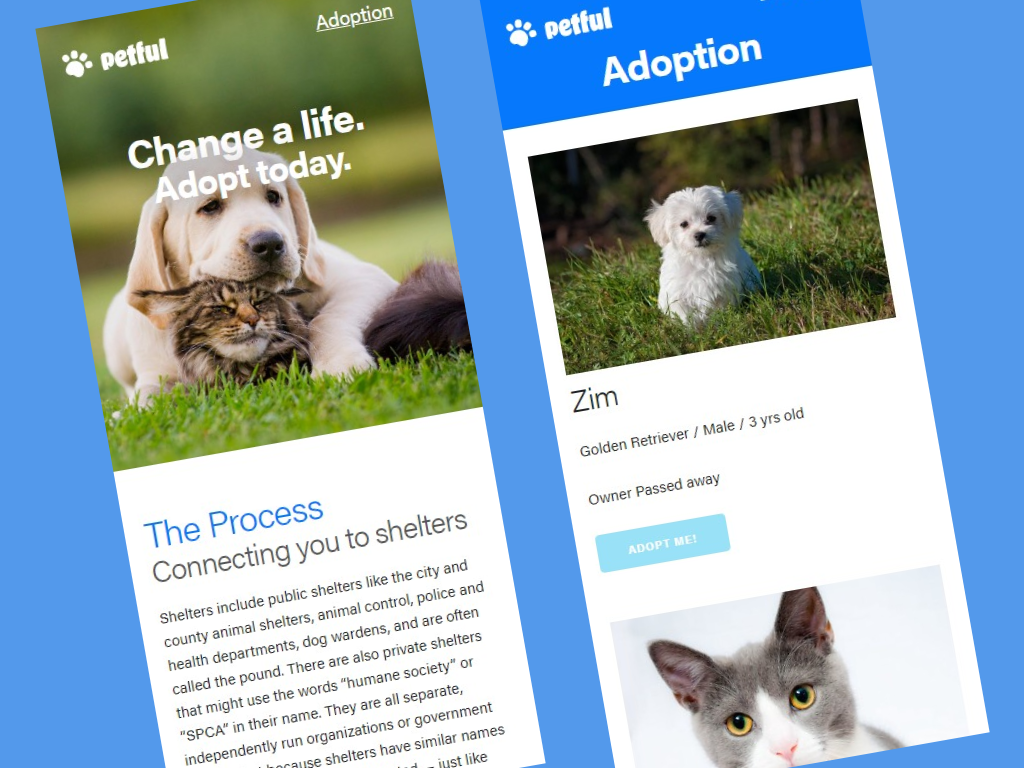 petful
Adoption
Change a life.
Adopt today.
The Process
Connecting you to shelters
Shelters include public shelters like the city and
county animal shelters, animal control, police and
health departments, dog wardens, and are often
called the pound. There are also private shelters
that might use the words “humane society” or
“SPCA” in their name. They are all separate,
independently run organizations or government
because shelters have similar names
– just like
petful
Adoption
Zim
Golden Retriever / Male / 3 yrs old
Owner Passed away
ADOPT ME!